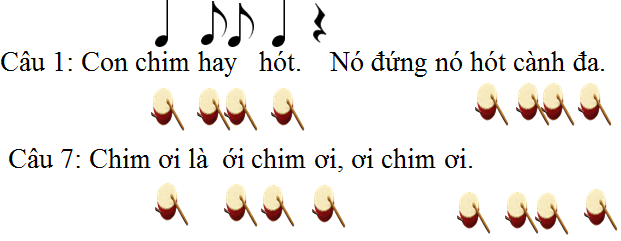 Câu 1: Con chim hay hót. Nó đứng nó hót cành đa.
Câu 7: Chim ơi là ới chim ơi, ơi chim ơi.